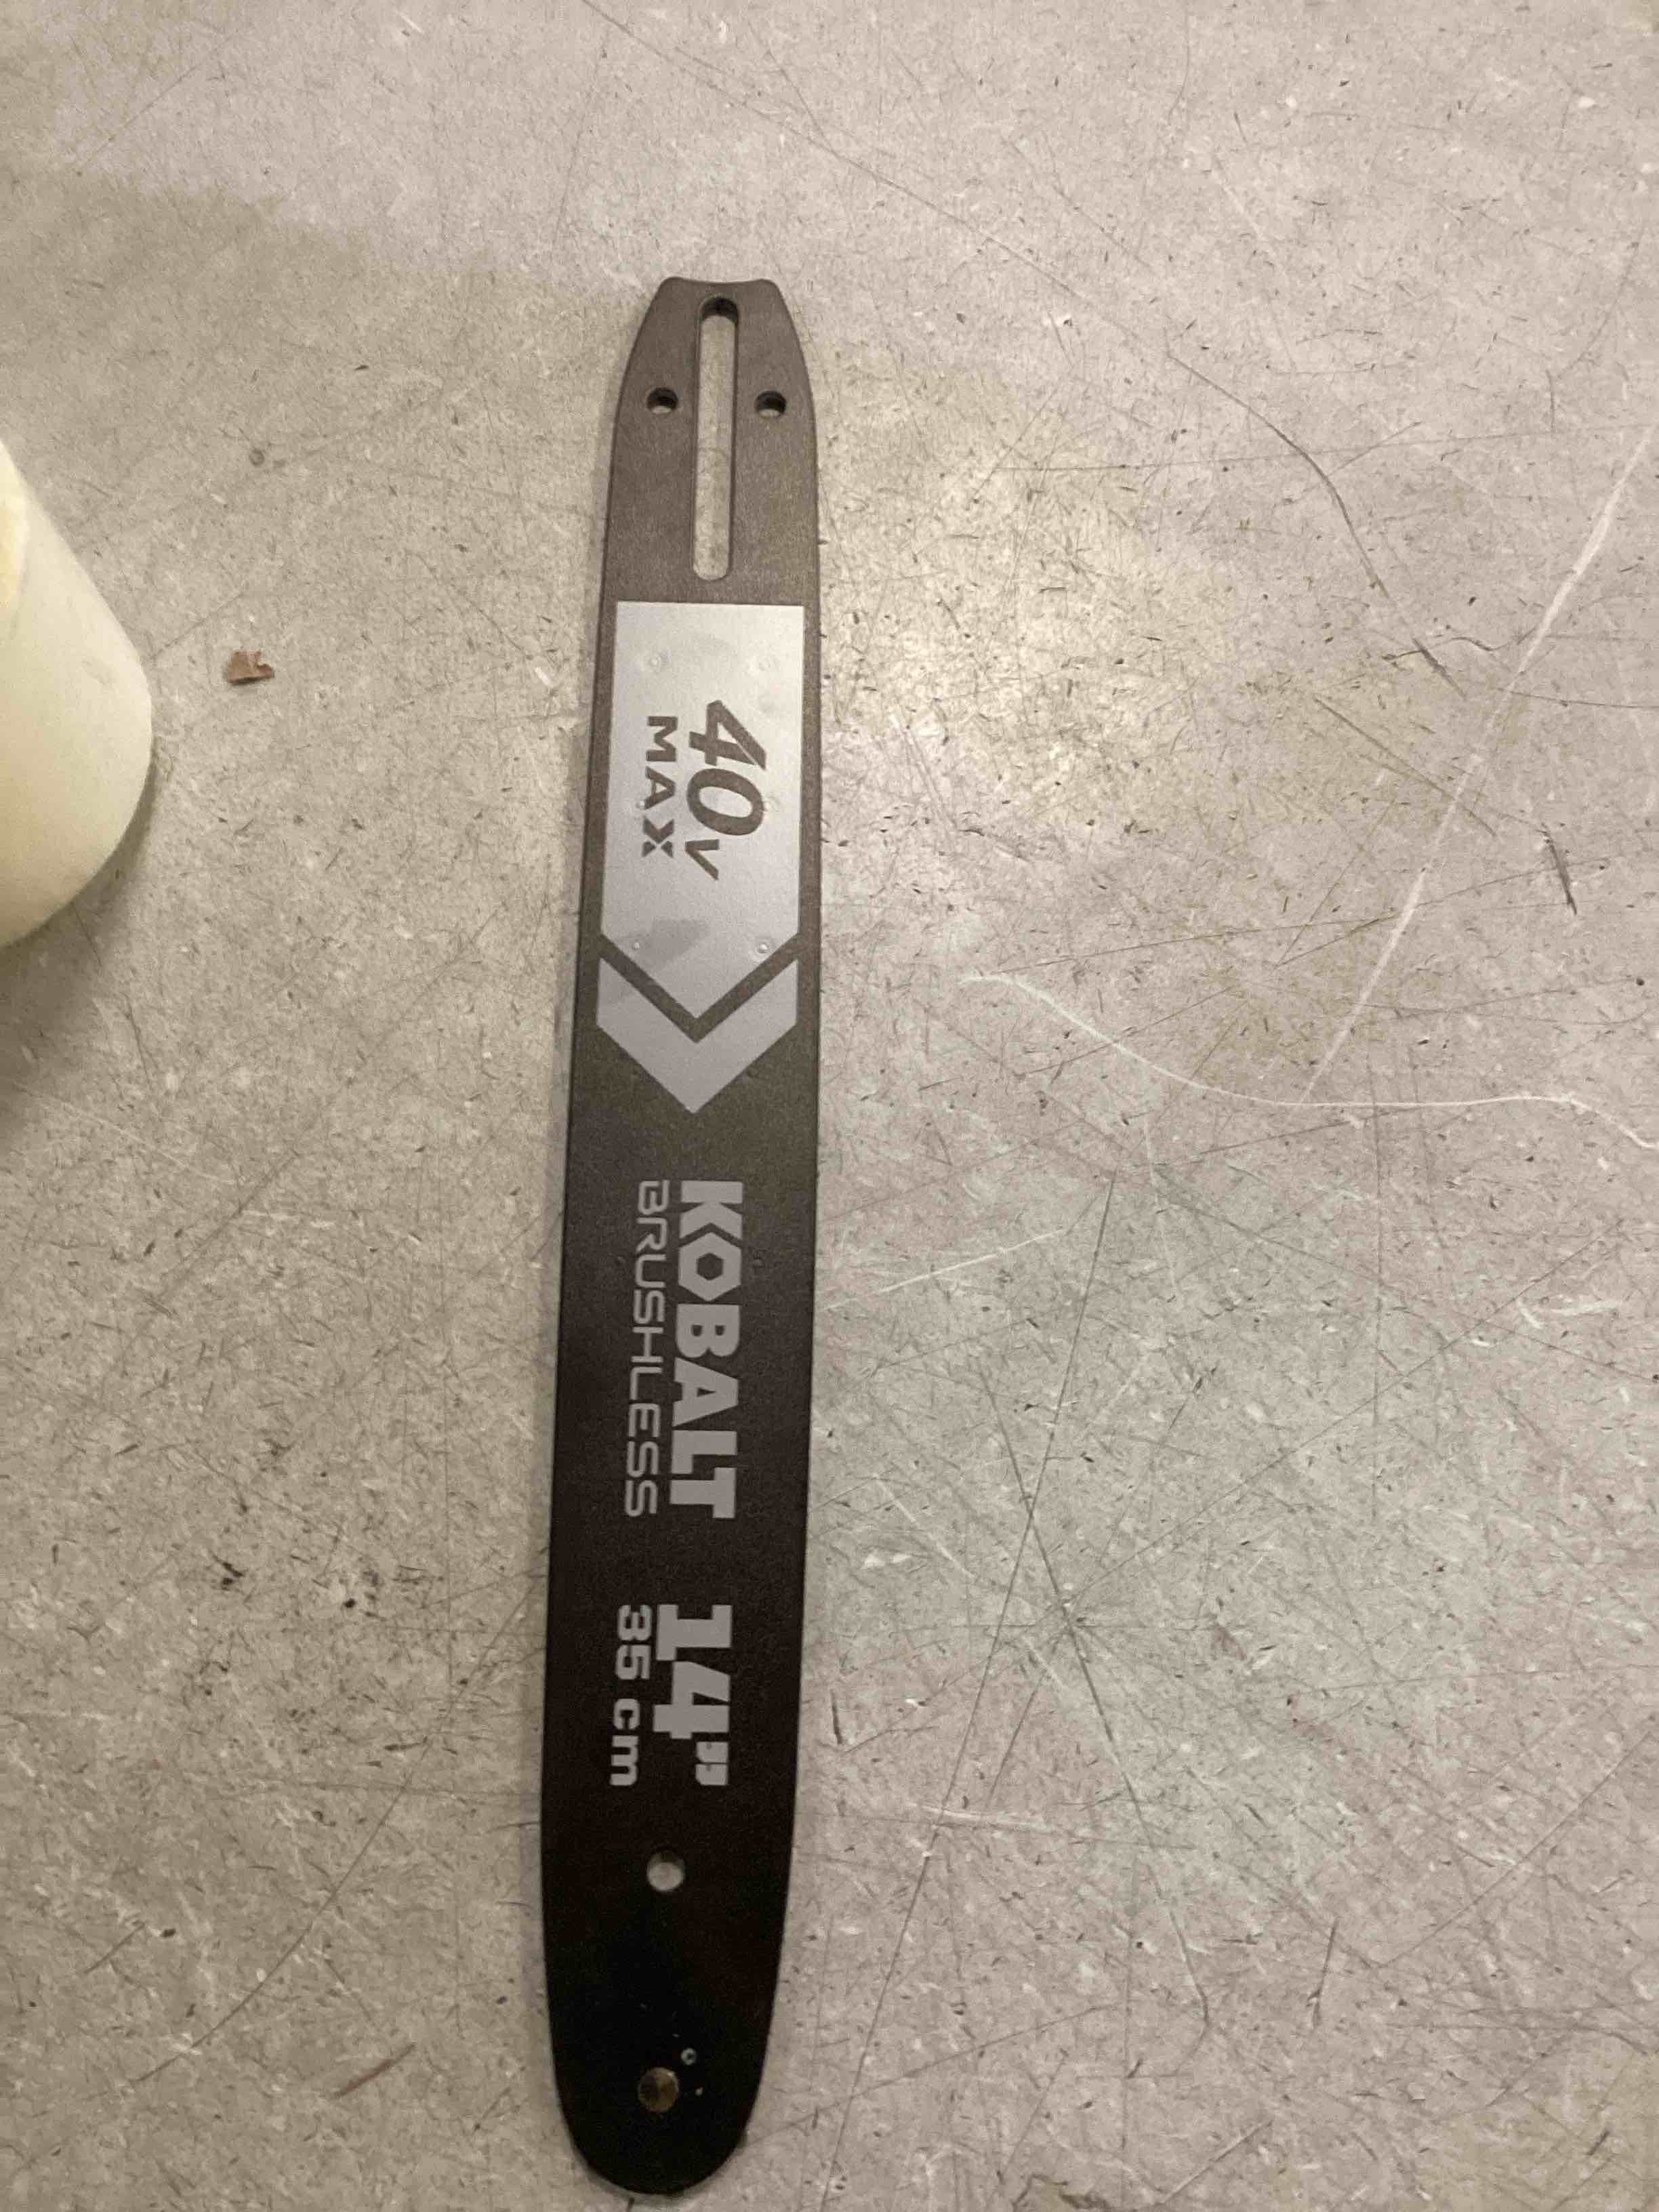 40V
MAX
KOBALT
BRUSHLESS
14"
35 cm